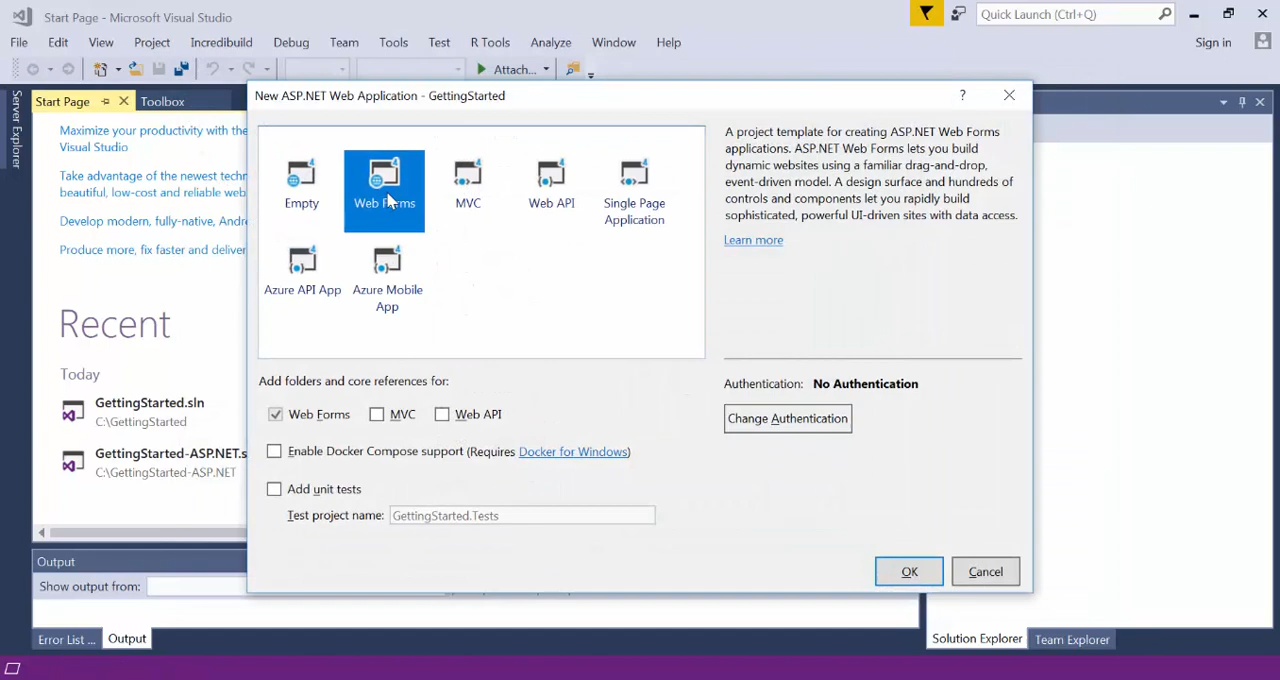 Start Page - Microsoft Visual Studio
Quick Launch (Ctrl+Q)
File Edit View Project Incredibuild Debug Team Tools Test R Tools Analyze Window Help
Sign in
Attach...
Server Explorer
Start Page
Toolbox
Maximize your productivity with the
Visual Studio
Take advantage of the newest techn
beautiful, low-cost and reliable web
Develop modern, fully-native, Andre
Produce more, fix faster and deliver
Recent
Today
GettingStarted.sln
C:\GettingStarted
GettingStarted-ASP.NET.s
C:\GettingStarted-ASP.NET
New ASP.NET Web Application - GettingStarted
Empty
Web Forms
MVC
Web API
Single Page
Application
Azure API App
Azure Mobile
App
A project template for creating ASP.NET Web Forms
applications. ASP.NET Web Forms lets you build
dynamic websites using a familiar drag-and-drop,
event-driven model. A design surface and hundreds of
controls and components let you rapidly build
sophisticated, powerful UI-driven sites with data access.
Learn more
Add folders and core references for:
Web Forms MVC Web API
Enable Docker Compose support (Requires Docker for Windows)
Add unit tests
Test project name: GettingStarted.Tests
Authentication: No Authentication
Change Authentication
OK
Cancel
Output
Show output from:
Error List ...
Output
Solution Explorer
Team Explorer